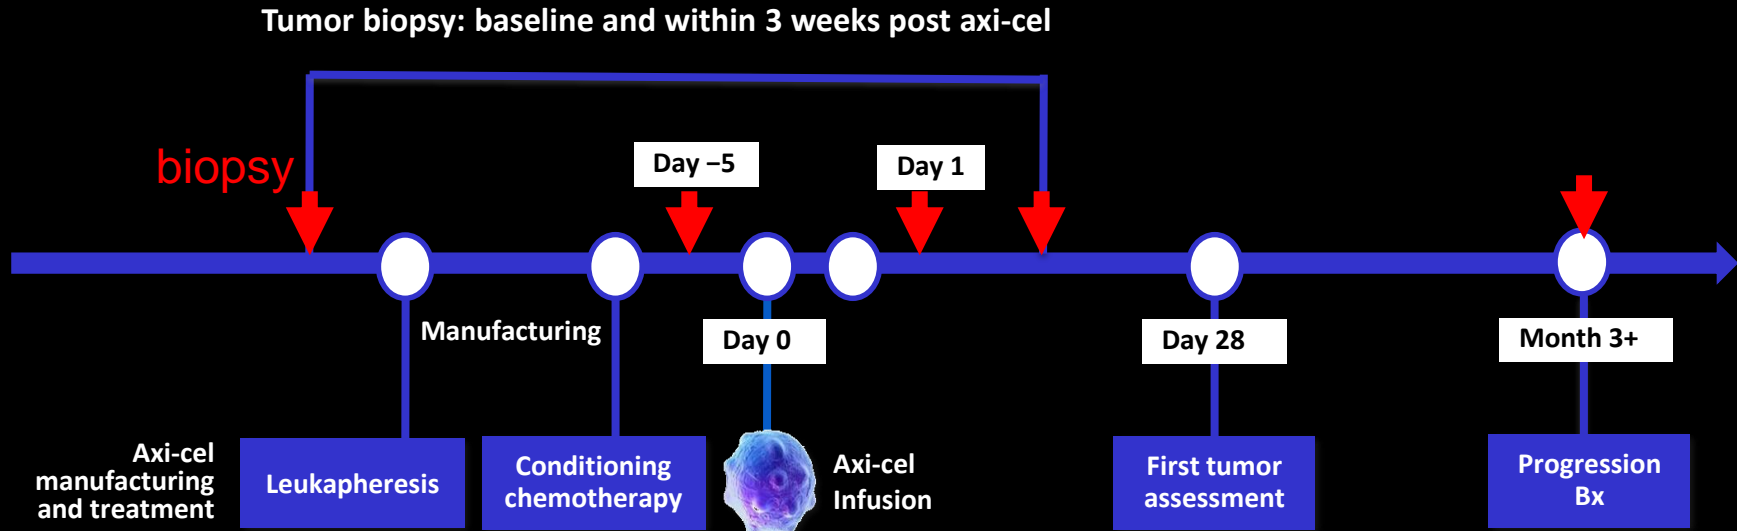 Tumor biopsy: baseline and within 3 weeks post axi-cel
biopsy
Day −5
Day 1
Manufacturing
Day 0
Day 28
Month 3+
Axi-cel
manufacturing
and treatment
Leukapheresis
Conditioning
chemotherapy
Axi-cel
Infusion
First tumor
assessment
Progression
Bx